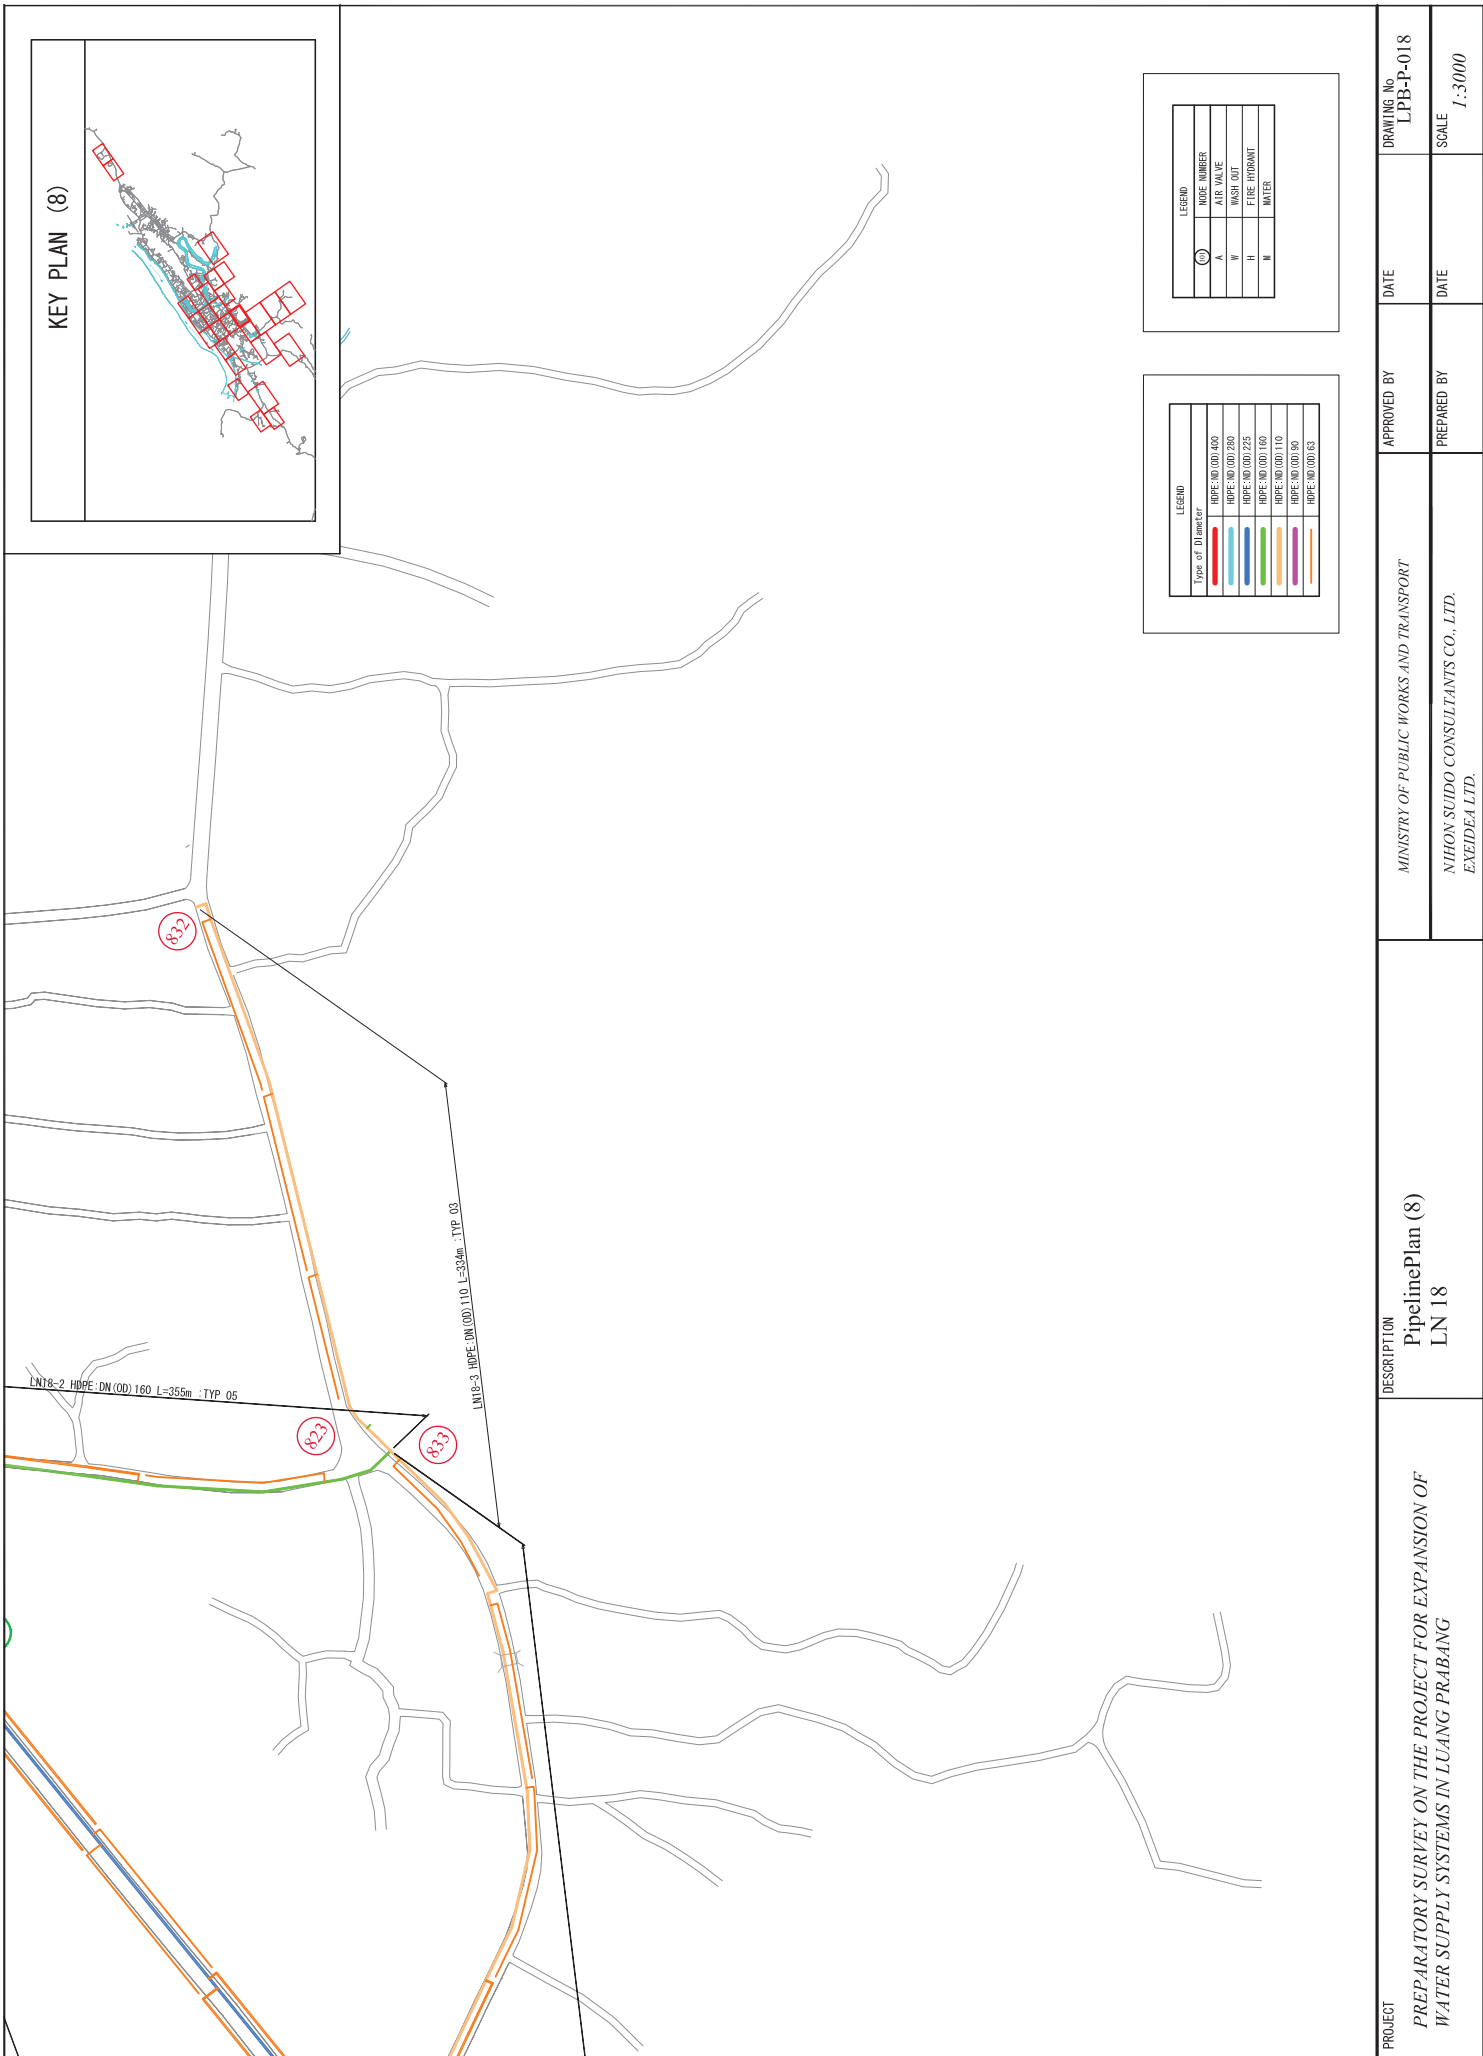 KEY PLAN (8)
LEGEND
101 NODE NUMBER
A AIR VALVE
W WASH OUT
H FIRE HYDRANT
M MATER
LEGEND
Type of Diameter
HDPE:ND(OD)400
HDPE:ND(OD)280
HDPE:ND(OD)225
HDPE:ND(OD)160
HDPE:ND(OD)110
HDPE:ND(OD)90
HDPE:ND(OD)63
832
823
833
LN18-2 HDPE:DN(OD)160 L=355m :TYP 05
LN18-3 HDPE:DN(OD)110 L=334m :TYP 03
PROJECT
PREPARATORY SURVEY ON THE PROJECT FOR EXPANSION OF
WATER SUPPLY SYSTEMS IN LUANG PRABANG
DESCRIPTION
PipelinePlan (8)
LN 18
MINISTRY OF PUBLIC WORKS AND TRANSPORT
NIHON SUIDO CONSULTANTS CO., LTD.
EXEIDEA LTD.
APPROVED BY
PREPARED BY
DATE
DATE
DRAWING No
LPB-P-018
SCALE
1:3000